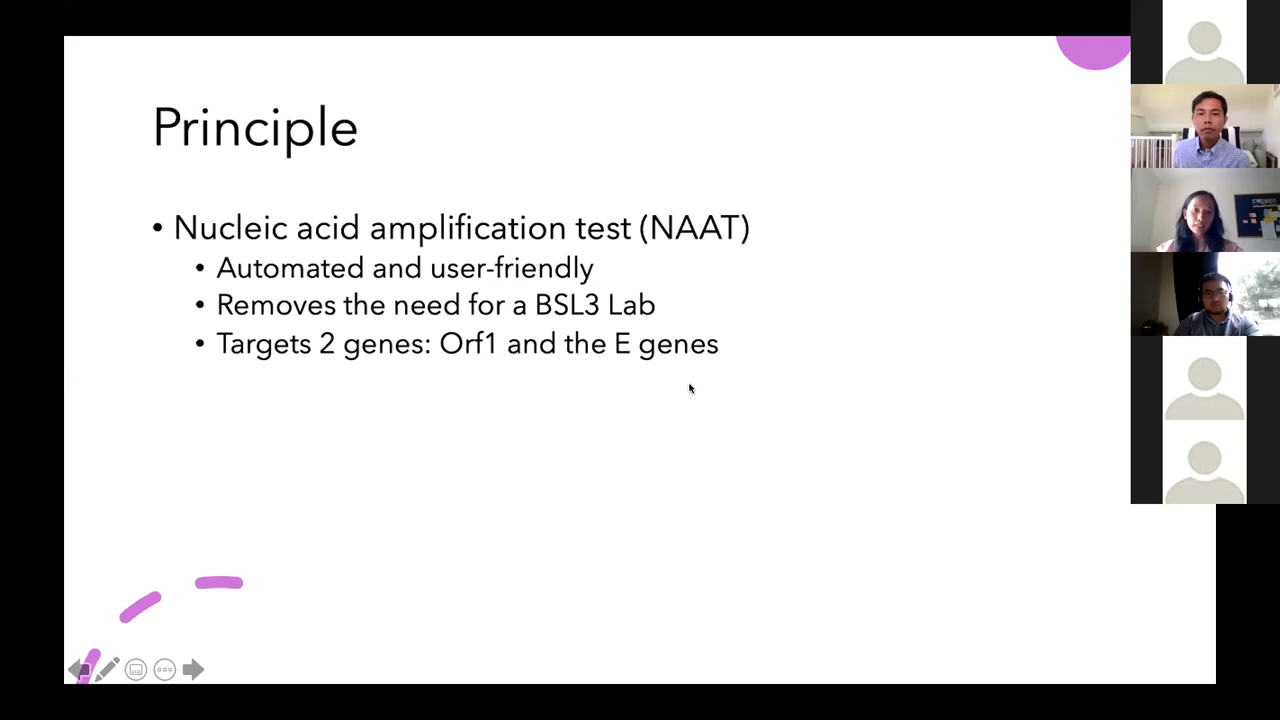 Principle
• Nucleic acid amplification test (NAAT)
• Automated and user-friendly
• Removes the need for a BSL3 Lab
• Targets 2 genes: Orf1 and the E genes